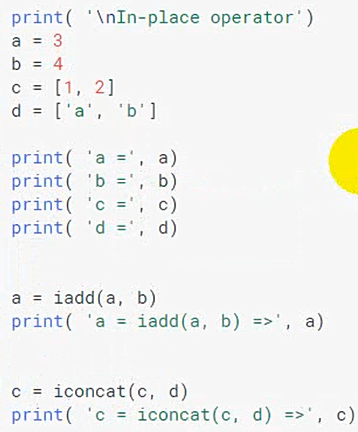 print( '\nIn-place operator')
a = 3
b = 4
c = [1, 2]
d = ['a', 'b']
print( 'a =', a)
print( 'b =', b)
print( 'c =', c)
print( 'd =', d)
a = iadd(a, b)
print( 'a = iadd(a, b) =>', a)
c = iconcat(c, d)
print( 'c = iconcat(c, d) =>', c)